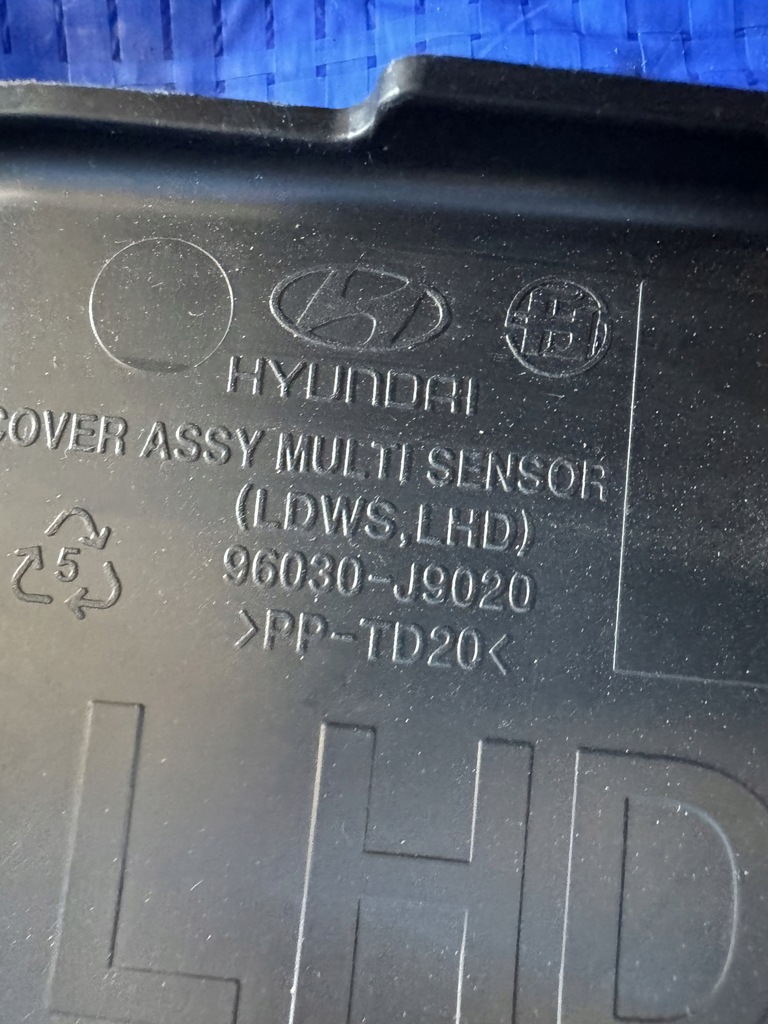 HYUNDAI
COVER ASSY MULTI SENSOR
(LDWS,LHD)
5
96030-J9020
>PP-TD20<
LHD